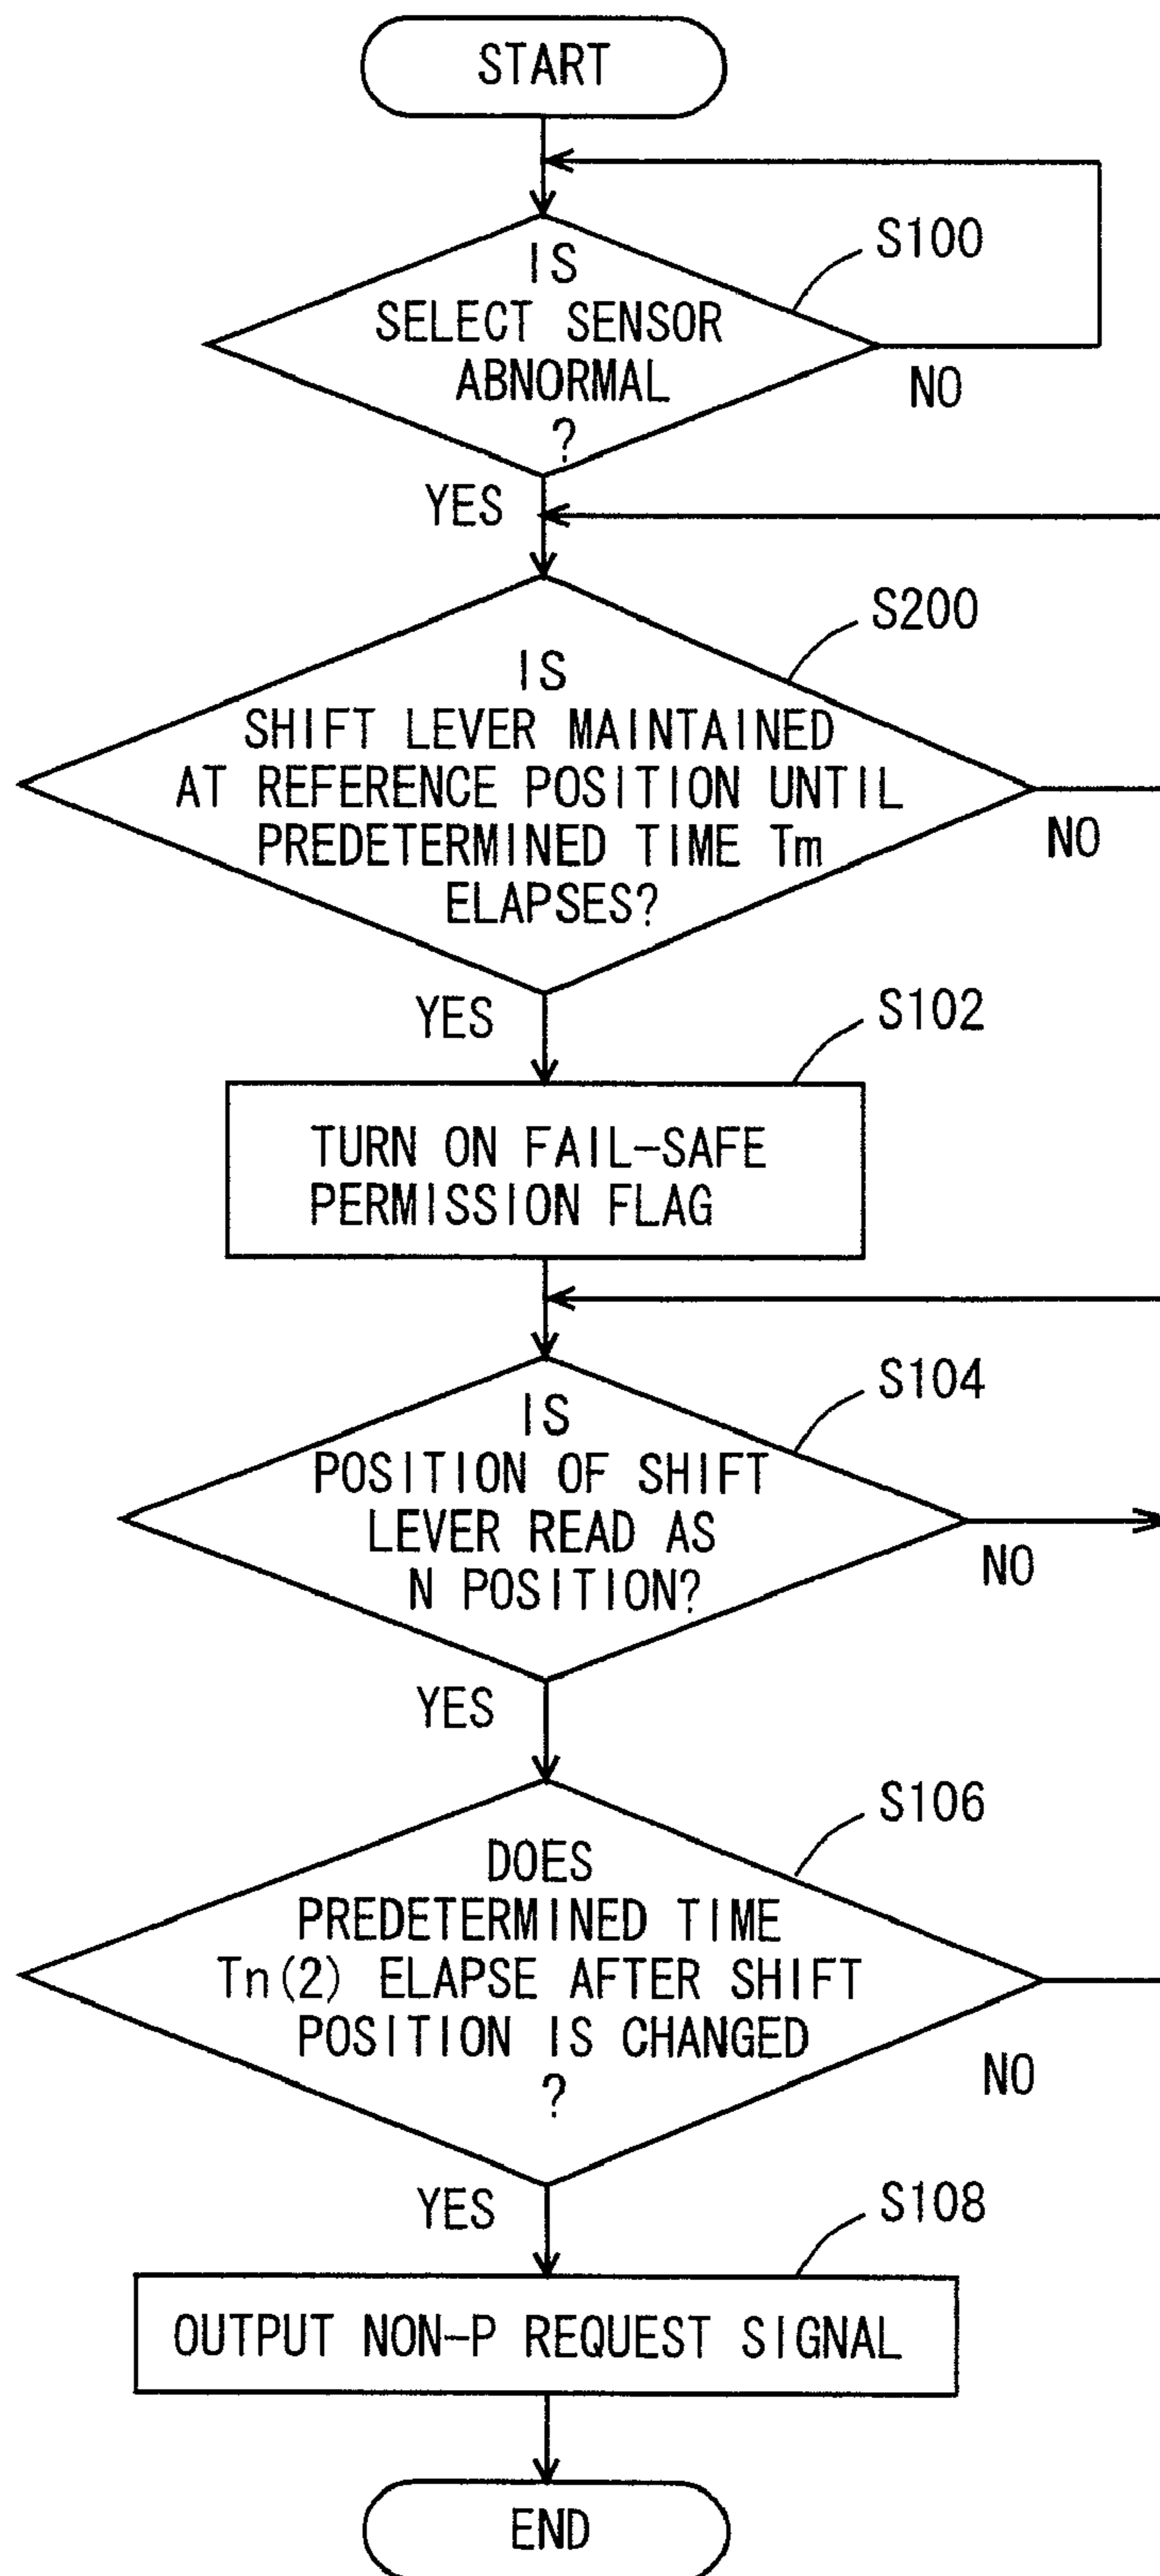 START
S100
IS
SELECT SENSOR
ABNORMAL
?
NO
YES
S200
IS
SHIFT LEVER MAINTAINED
AT REFERENCE POSITION UNTIL
PREDETERMINED TIME Tm
ELAPSES?
NO
YES
S102
TURN ON FAIL-SAFE
PERMISSION FLAG
S104
IS
POSITION OF SHIFT
LEVER READ AS
N POSITION?
NO
YES
S106
DOES
PREDETERMINED TIME
Tn(2) ELAPSE AFTER SHIFT
POSITION IS CHANGED
?
NO
YES
S108
OUTPUT NON-P REQUEST SIGNAL
END